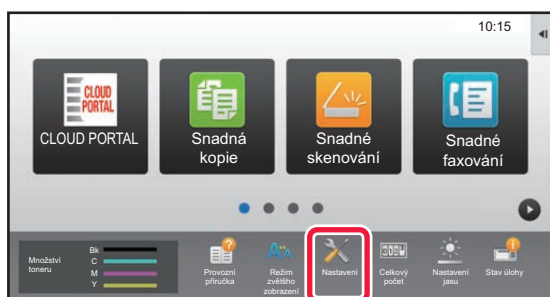 10:15
CLOUD
PORTAL
CLOUD PORTAL
Snadná
kopie
Snadné
skenování
Snadné
faxování
Množství
toneru
Bk
C
M
Y
Provozní
příručka
Režim
zvětšho
zobrazení
Nastavení
Celkový
počet
Nastavení
jasu
Stav úlohy